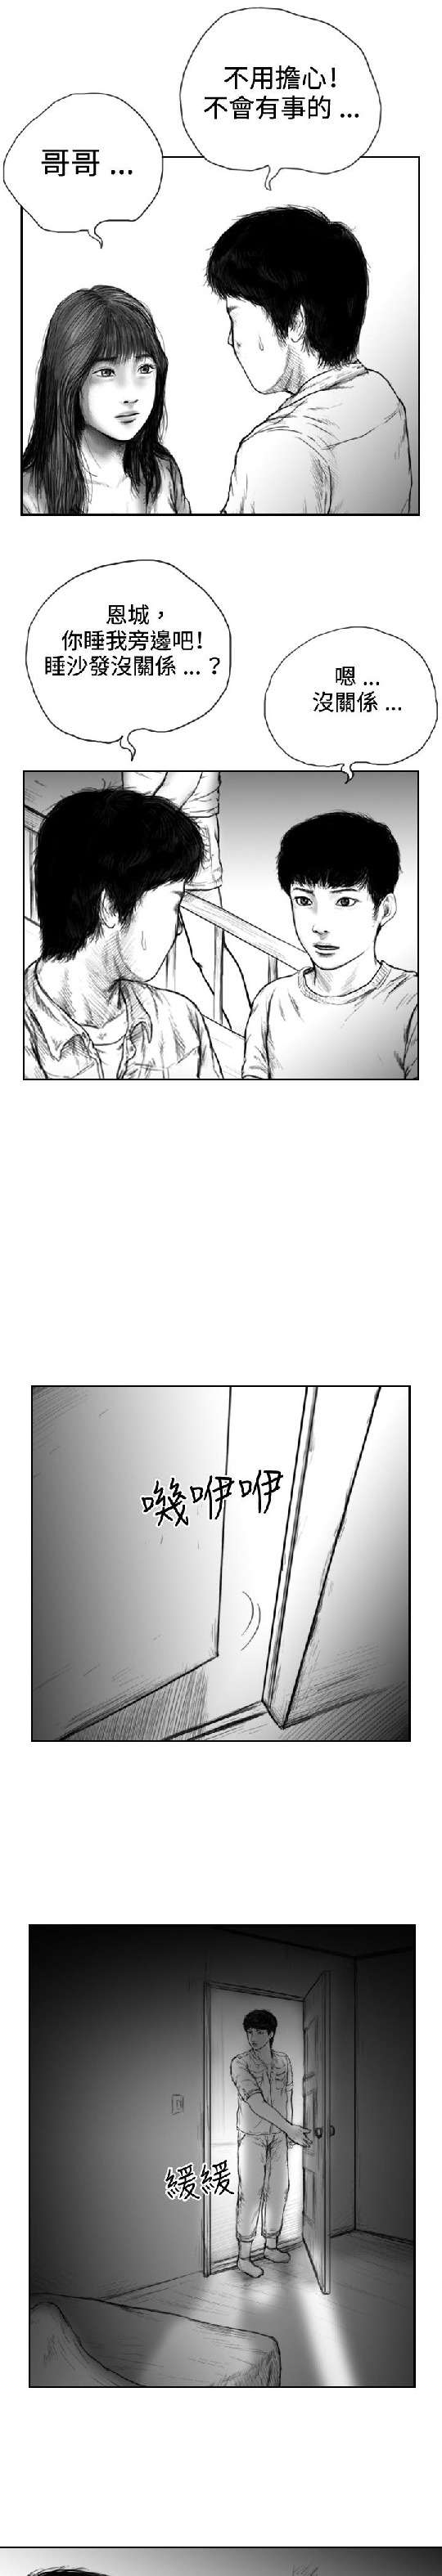 不用擔心!
不會有事的 ...
哥哥 ...
恩城，
你睡我旁邊吧!
睡沙發沒關係 ... ?
嗯 ...
沒關係 ...
嘰咿咿
緩緩